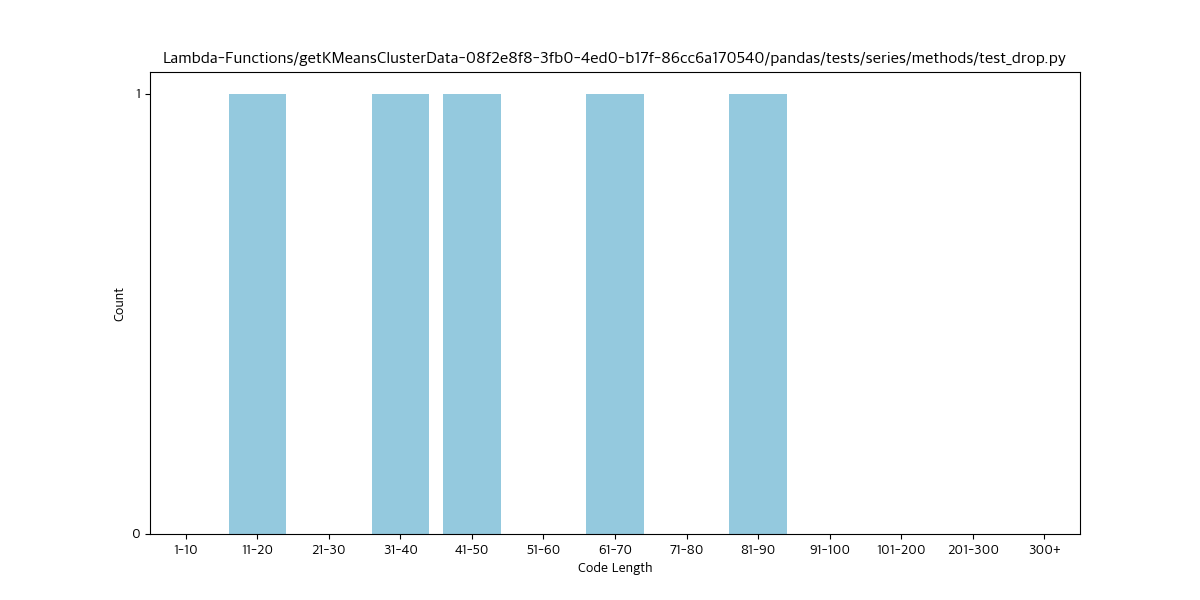 Lambda-Functions/getKMeansClusterData-08f2e8f8-3fb0-4ed0-b17f-86cc6a170540/pandas/tests/series/methods/test_drop.py
1
Count
0
1-10 11-20 21-30 31-40 41-50 51-60 61-70 71-80 81-90 91-100 101-200 201-300 300+
Code Length